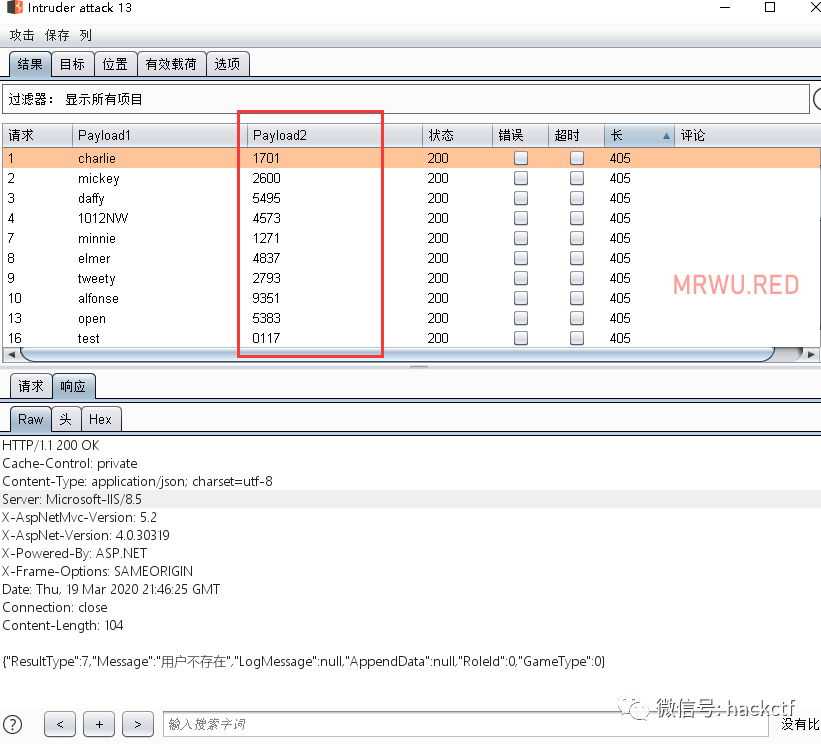 Intruder attack 13
攻击 保存 列
结果 目标 位置 有效载荷 选项
过滤器： 显示所有项目
请求 Payload1 Payload2 状态 错误 超时 长 评论
1 charlie 1701 200 405
2 mickey 2600 200 405
3 daffy 5495 200 405
4 1012NW 4573 200 405
7 minnie 1271 200 405
8 elmer 4837 200 405
9 tweety 2793 200 405
10 alfonse 9351 200 405
13 open 5383 200 405
16 test 0117 200 405
MRWU.RED
请求 响应
Raw 头 Hex
HTTP/1.1 200 OK
Cache-Control: private
Content-Type: application/json; charset=utf-8
Server: Microsoft-IIS/8.5
X-AspNetMvc-Version: 5.2
X-AspNet-Version: 4.0.30319
X-Powered-By: ASP.NET
X-Frame-Options: SAMEORIGIN
Date: Thu, 19 Mar 2020 21:46:25 GMT
Connection: close
Content-Length: 104
{"ResultType":7,"Message":"用户不存在","LogMessage":null,"AppendData":null,"RoleId":0,"GameType":0}
微信号: hackctf
? < + > 输入搜索字词 没有比